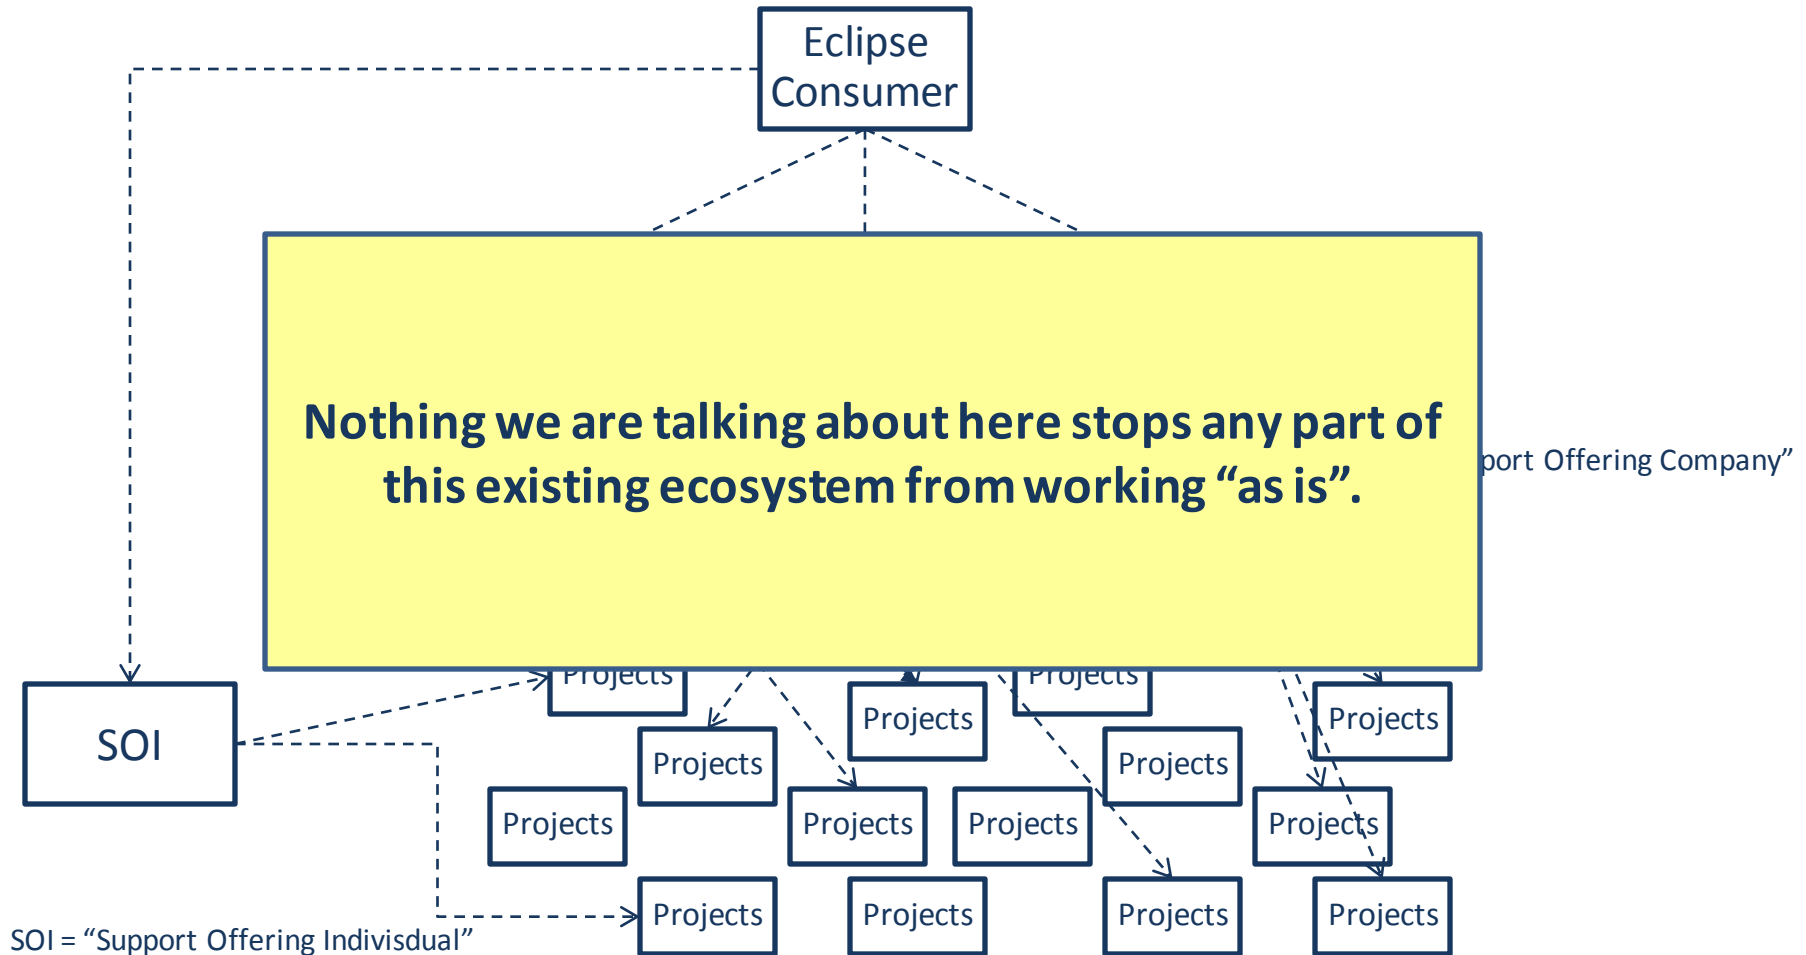 Eclipse
Consumer
Nothing we are talking about here stops any part of
this existing ecosystem from working “as is”.
port Offering Company”
Projects
Projects
SOI
Projects
Projects
Projects
Projects
Projects
Projects
Projects
Projects
Projects
Projects
Projects
Projects
SOI = “Support Offering Indivisdual”